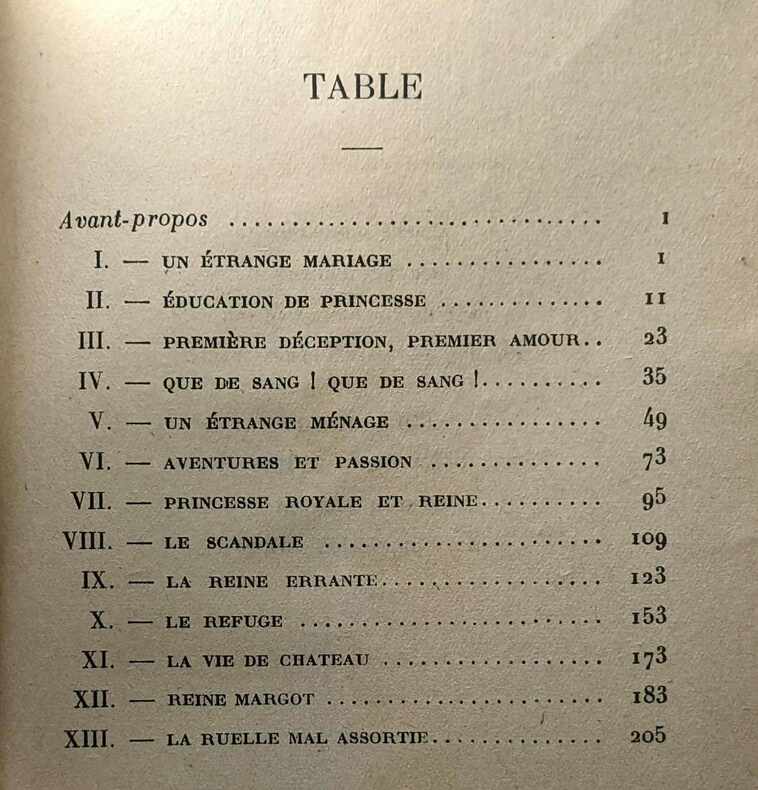 TABLE
Avant-propos .............................. 1
I. — UN ÉTRANGE MARIAGE ................ 1
II. — ÉDUCATION DE PRINCESSE ............. 11
III. — PREMIÈRE DÉCEPTION, PREMIER AMOUR.. 23
IV. — QUE DE SANG ! QUE DE SANG !.......... 35
V. — UN ÉTRANGE MÉNAGE ................ 49
VI. — AVENTURES ET PASSION .............. 73
VII. — PRINCESSE ROYALE ET REINE.......... 95
VIII. — LE SCANDALE ....................... 109
IX. — LA REINE ERRANTE.................. 123
X. — LE REFUGE ......................... 153
XI. — LA VIE DE CHATEAU .................. 173
XII. — REINE MARGOT ....................... 183
XIII. — LA RUELLE MAL ASSORTIE.............. 205